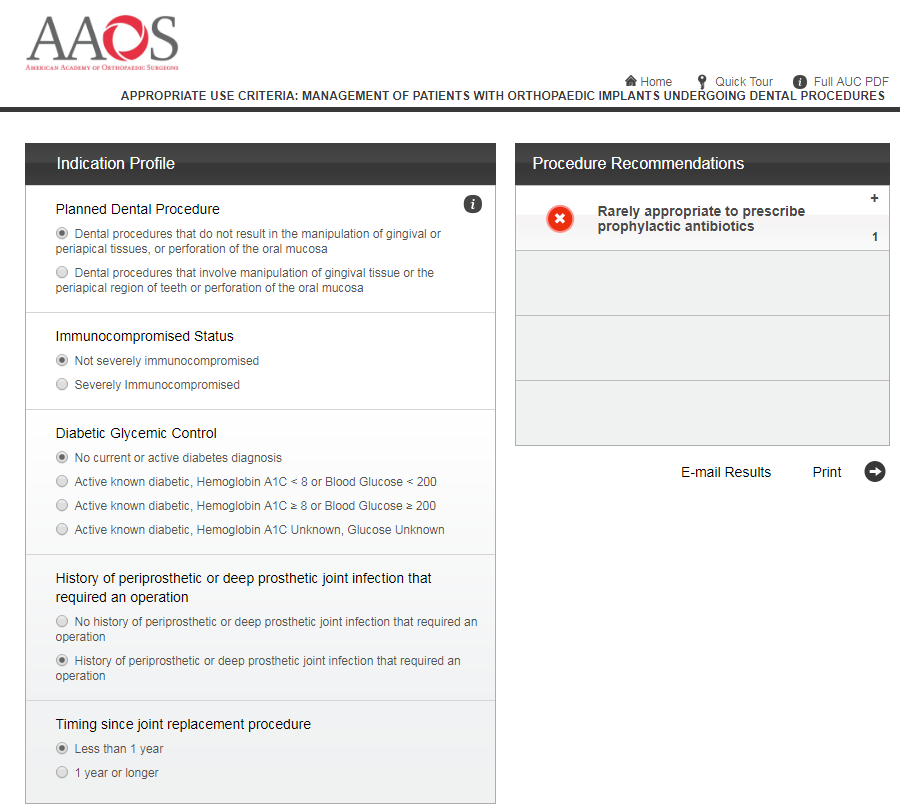 AAOS
AMERICAN ACADEMY OF ORTHOPAEDIC SURGEONS
Home Quick Tour i Full AUC PDF
APPROPRIATE USE CRITERIA: MANAGEMENT OF PATIENTS WITH ORTHOPAEDIC IMPLANTS UNDERGOING DENTAL PROCEDURES
Indication Profile
Planned Dental Procedure i
Dental procedures that do not result in the manipulation of gingival or
periapical tissues, or perforation of the oral mucosa
Dental procedures that involve manipulation of gingival tissue or the
periapical region of teeth or perforation of the oral mucosa
Immunocompromised Status
Not severely immunocompromised
Severely Immunocompromised
Diabetic Glycemic Control
No current or active diabetes diagnosis
Active known diabetic, Hemoglobin A1C < 8 or Blood Glucose < 200
Active known diabetic, Hemoglobin A1C ≥ 8 or Blood Glucose ≥ 200
Active known diabetic, Hemoglobin A1C Unknown, Glucose Unknown
History of periprosthetic or deep prosthetic joint infection that
required an operation
No history of periprosthetic or deep prosthetic joint infection that required an
operation
History of periprosthetic or deep prosthetic joint infection that required an
operation
Timing since joint replacement procedure
Less than 1 year
1 year or longer
Procedure Recommendations
+
Rarely appropriate to prescribe
prophylactic antibiotics
1
E-mail Results Print